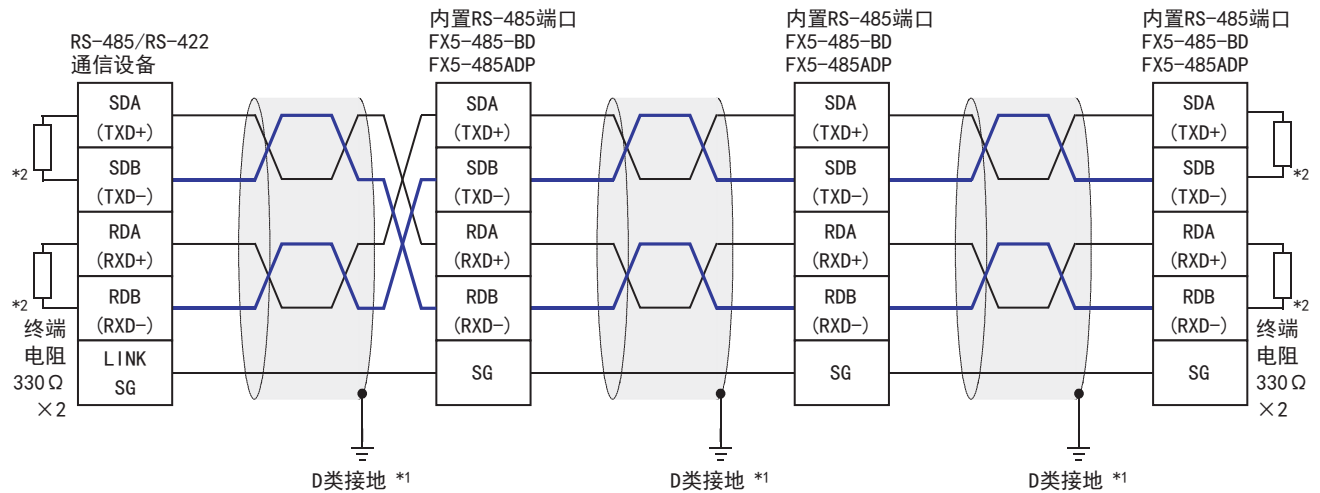 RS-485/RS-422
通信设备
内置RS-485端口
FX5-485-BD
FX5-485ADP
内置RS-485端口
FX5-485-BD
FX5-485ADP
内置RS-485端口
FX5-485-BD
FX5-485ADP
SDA
(TXD+)
SDB
(TXD-)
RDA
(RXD+)
RDB
(RXD-)
LINK
SG
*2
*2
终端
电阻
330Ω
×2
SDA
(TXD+)
SDB
(TXD-)
RDA
(RXD+)
RDB
(RXD-)
SG
SDA
(TXD+)
SDB
(TXD-)
RDA
(RXD+)
RDB
(RXD-)
SG
SDA
(TXD+)
SDB
(TXD-)
RDA
(RXD+)
RDB
(RXD-)
SG
*2
*2
终端
电阻
330Ω
×2
D类接地 *1
D类接地 *1
D类接地 *1